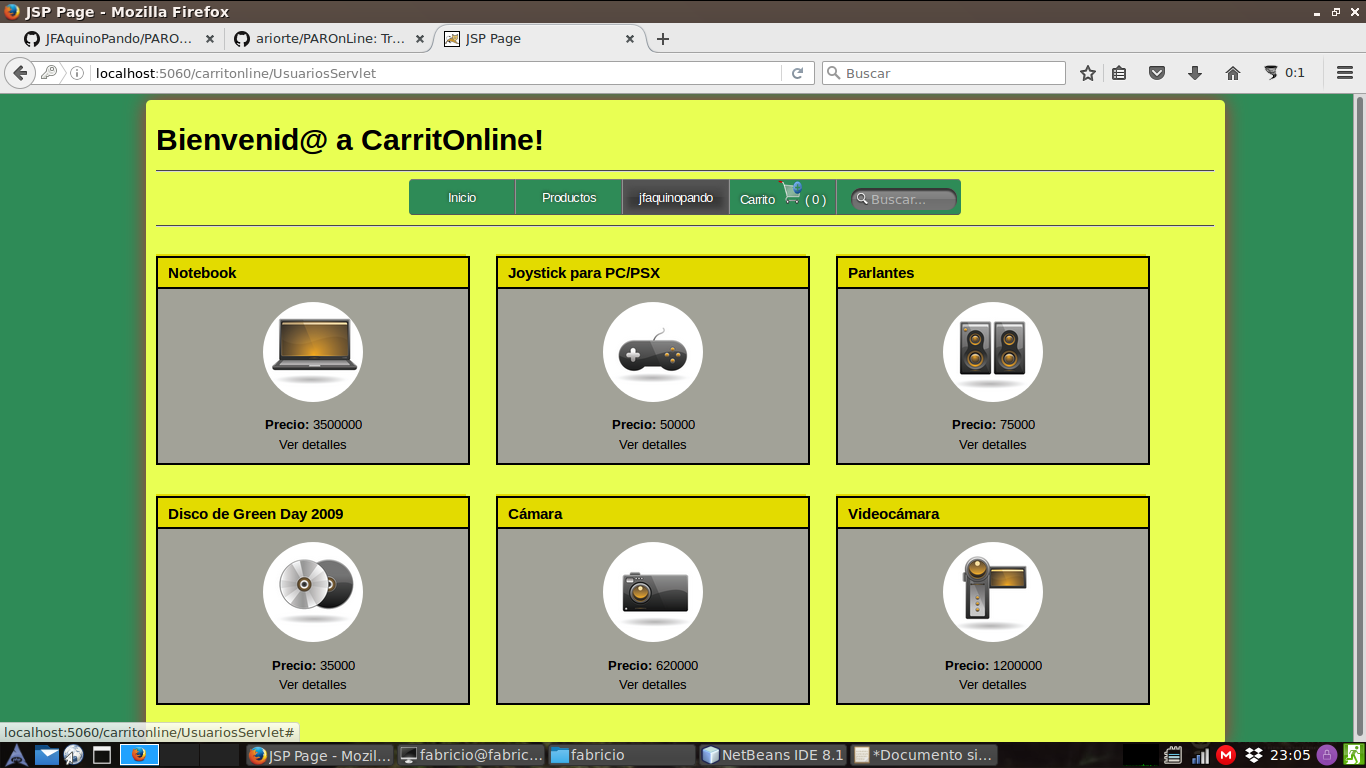 JSP Page - Mozilla Firefox
JFAquinoPando/PARO... ariorte/PAROnLine: Tr... JSP Page
localhost:5060/carritonline/UsuariosServlet Buscar 0:1
Bienvenid@ a CarritOnline!
Inicio Productos jfaquinopando Carrito ( 0 ) Buscar...
Notebook Joystick para PC/PSX Parlantes
Precio: 3500000 Precio: 50000 Precio: 75000
Ver detalles Ver detalles Ver detalles
Disco de Green Day 2009 Cámara Videocámara
Precio: 35000 Precio: 620000 Precio: 1200000
Ver detalles Ver detalles Ver detalles
localhost:5060/carritonline/UsuariosServlet#
JSP Page - Mozil... fabricio@fabric... fabricio NetBeans IDE 8.1 *Documento si... 23:05